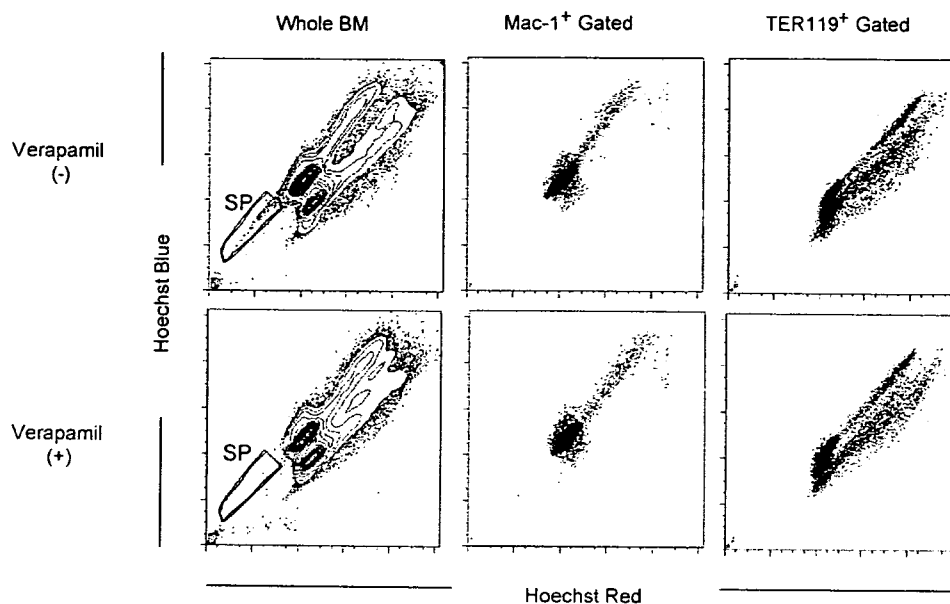 Whole BM
Mac-1+ Gated
TER119+ Gated
Verapamil
(-)
SP
Hoechst Blue
Verapamil
(+)
SP
Hoechst Red